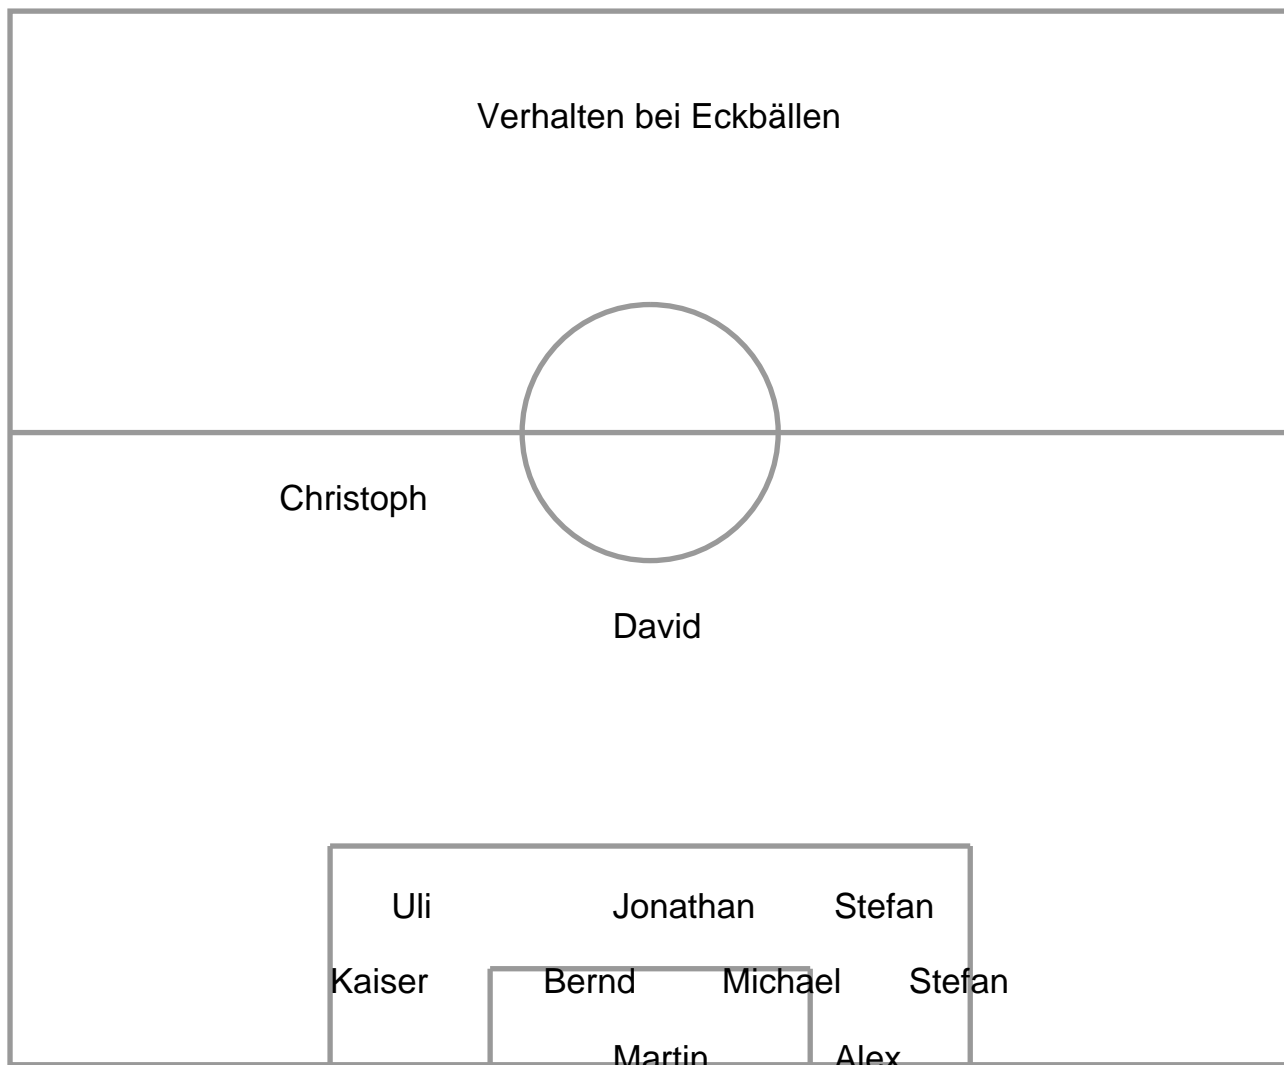 Verhalten bei Eckbällen
Christoph
David
Uli Jonathan Stefan
Kaiser Bernd Michael Stefan
Martin Alex